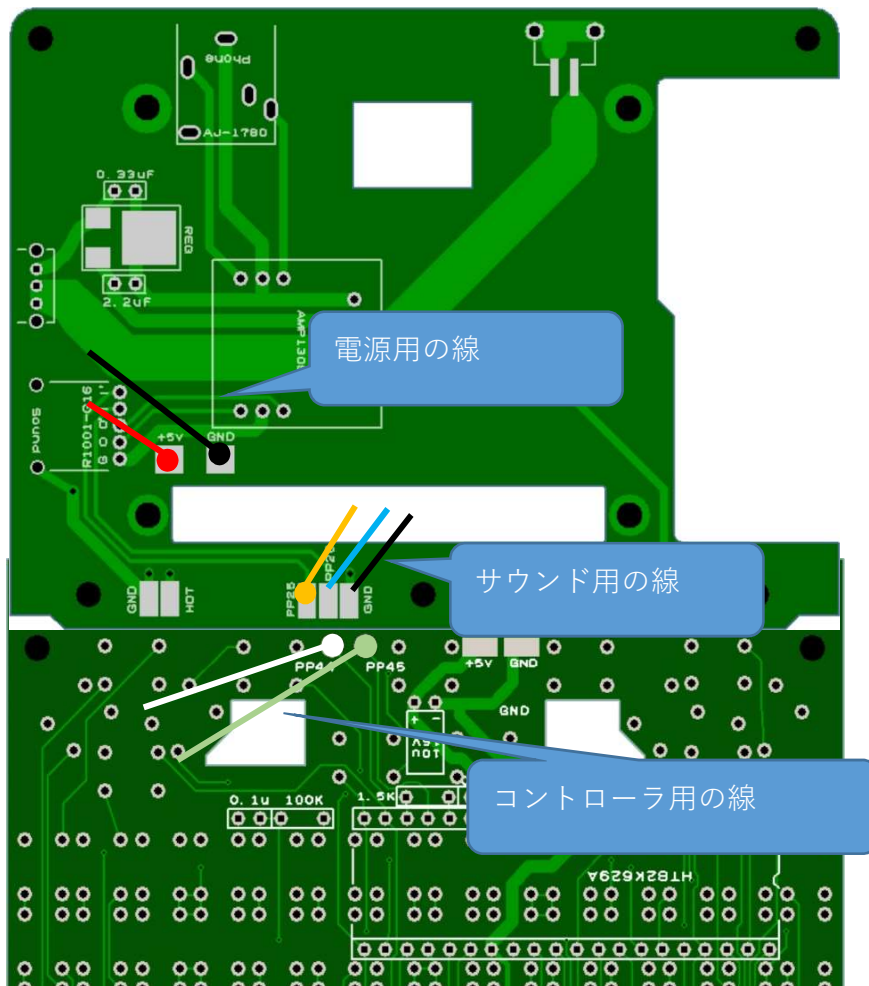 Phone
AJ-1780
0.33uF
REG
2.2uF
電源用の線
R1001-G16
Sound
+5v
GND
サウンド用の線
GND
HOT
PP25
GND
PP45
+5v
GND
GND
+ -
10U
16V
コントローラ用の線
0.1u
100K
1.5K
HT82K629A